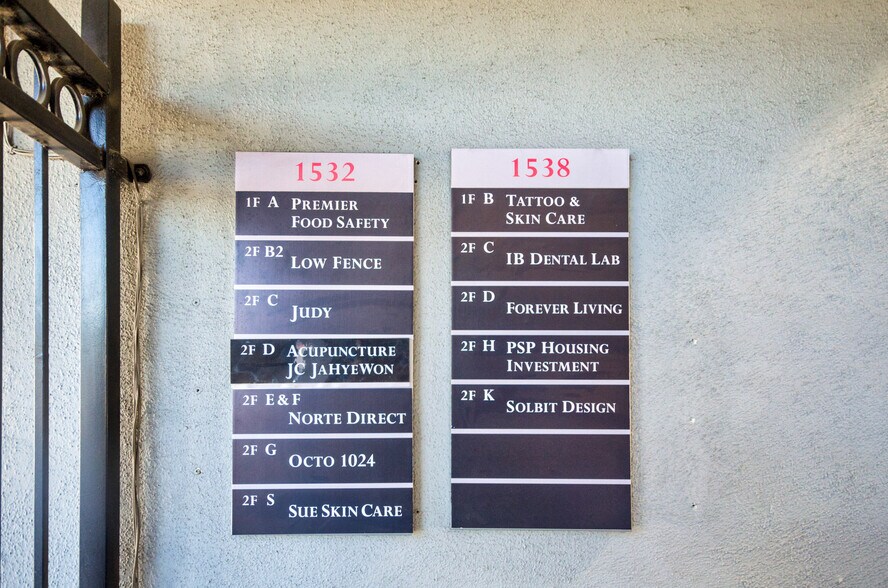 1532
1F A PREMIER
FOOD SAFETY
2F B2
LOW FENCE
2F C
JUDY
2F D ACUPUNCTURE
JC JAHYEWON
2F E & F
NORTE DIRECT
2F G
OCTO 1024
2F S
SUE SKIN CARE
1538
1F B TATTOO &
SKIN CARE
2F C
IB DENTAL LAB
2F D
FOREVER LIVING
2F H PSP HOUSING
INVESTMENT
2F K
SOLBIT DESIGN